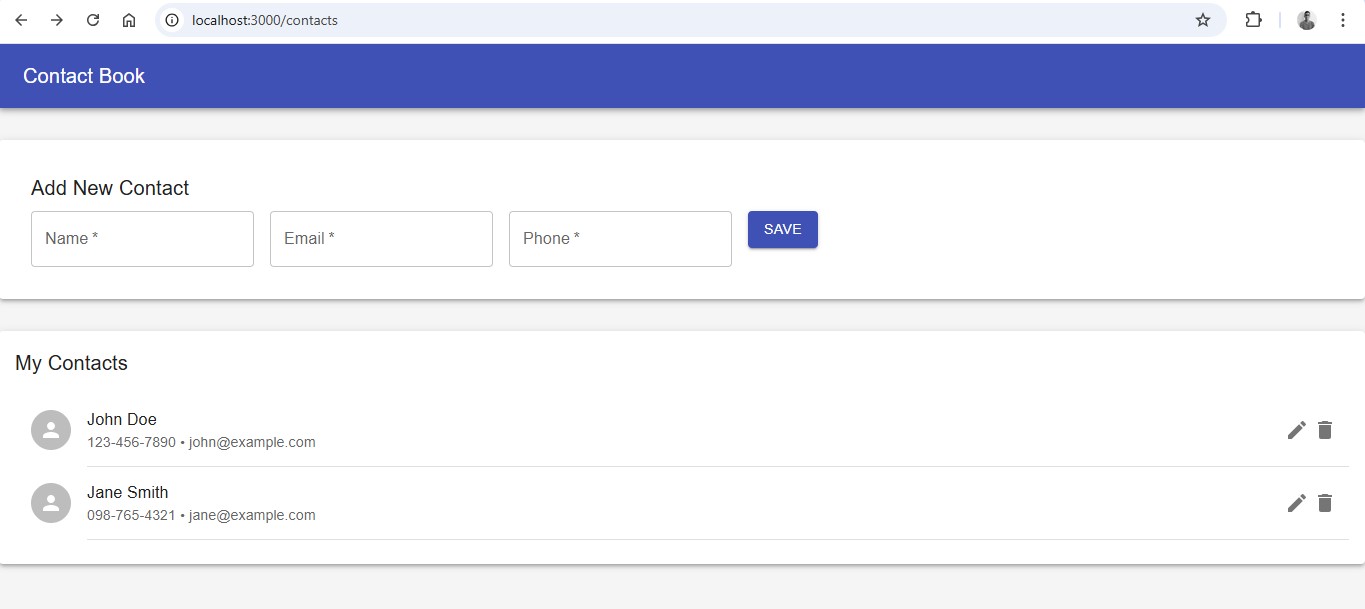 localhost:3000/contacts
Contact Book
Add New Contact
Name *
Email *
Phone *
SAVE
My Contacts
John Doe
123-456-7890 • john@example.com
Jane Smith
098-765-4321 • jane@example.com